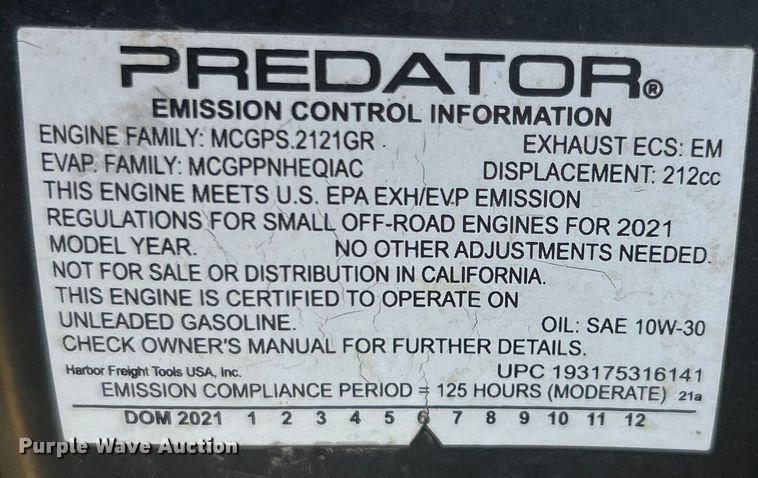 PREDATOR®
EMISSION CONTROL INFORMATION
ENGINE FAMILY: MCGPS.2121GR EXHAUST ECS: EM
EVAP. FAMILY: MCGPPNHEQIAC DISPLACEMENT: 212cc
THIS ENGINE MEETS U.S. EPA EXH/EVP EMISSION
REGULATIONS FOR SMALL OFF-ROAD ENGINES FOR 2021
MODEL YEAR. NO OTHER ADJUSTMENTS NEEDED.
NOT FOR SALE OR DISTRIBUTION IN CALIFORNIA.
THIS ENGINE IS CERTIFIED TO OPERATE ON
UNLEADED GASOLINE. OIL: SAE 10W-30
CHECK OWNER'S MANUAL FOR FURTHER DETAILS.
Harbor Freight Tools USA, Inc. UPC 193175316141
EMISSION COMPLIANCE PERIOD = 125 HOURS (MODERATE) 21a
DOM 2021 1 2 3 4 5 6 7 8 9 10 11 12
Purple Wave Auction